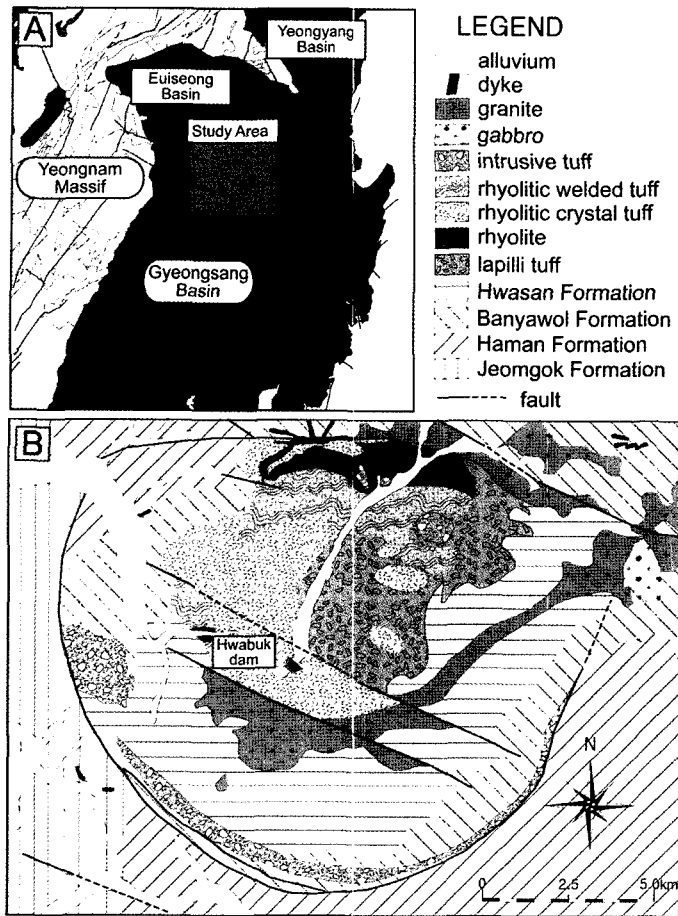 A
Yeongyang
Basin
Euiseong
Basin
Study Area
Yeongnam
Massif
Gyeongsang
Basin
LEGEND
alluvium
dyke
granite
gabbro
intrusive tuff
rhyolitic welded tuff
rhyolitic crystal tuff
rhyolite
lapilli tuff
Hwasan Formation
Banyawol Formation
Haman Formation
Jeomgok Formation
fault
B
Hwabuk
dam
N
0 2.5 5.0km